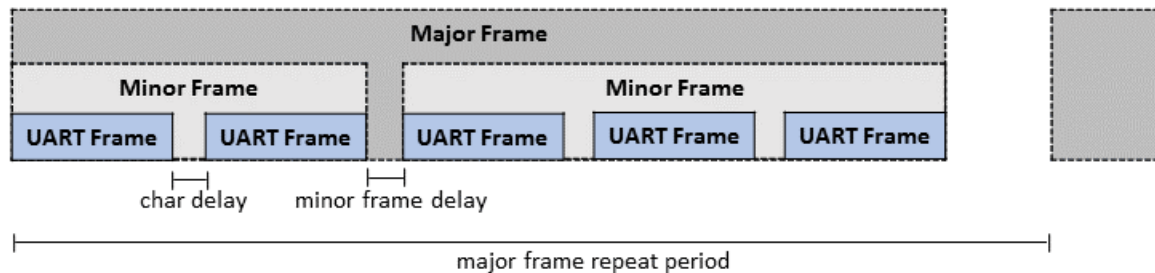 Major Frame
Minor Frame Minor Frame
UART Frame UART Frame UART Frame UART Frame UART Frame
char delay minor frame delay
major frame repeat period